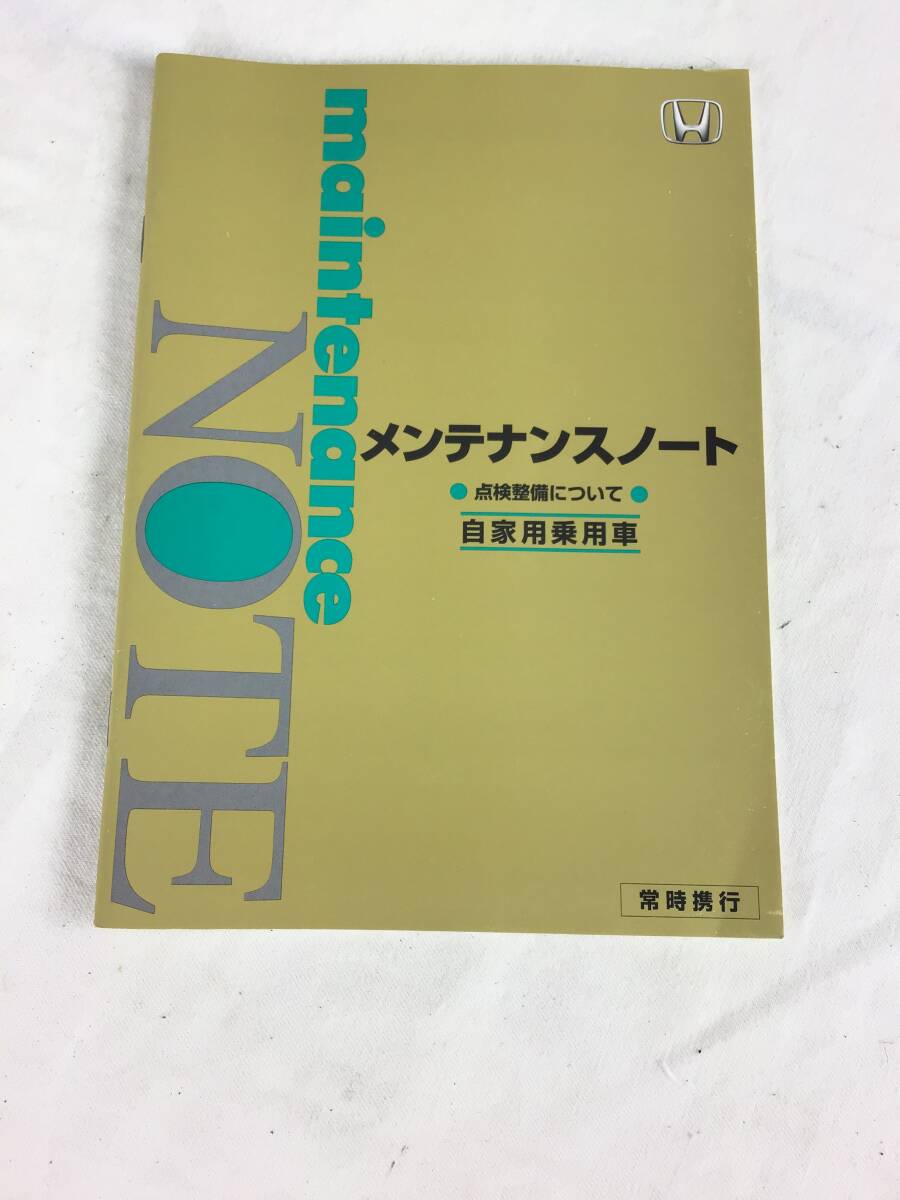 maintenance
NOTE
メンテナンスノート
● 点検整備について ●
自家用乗用車
常時携行